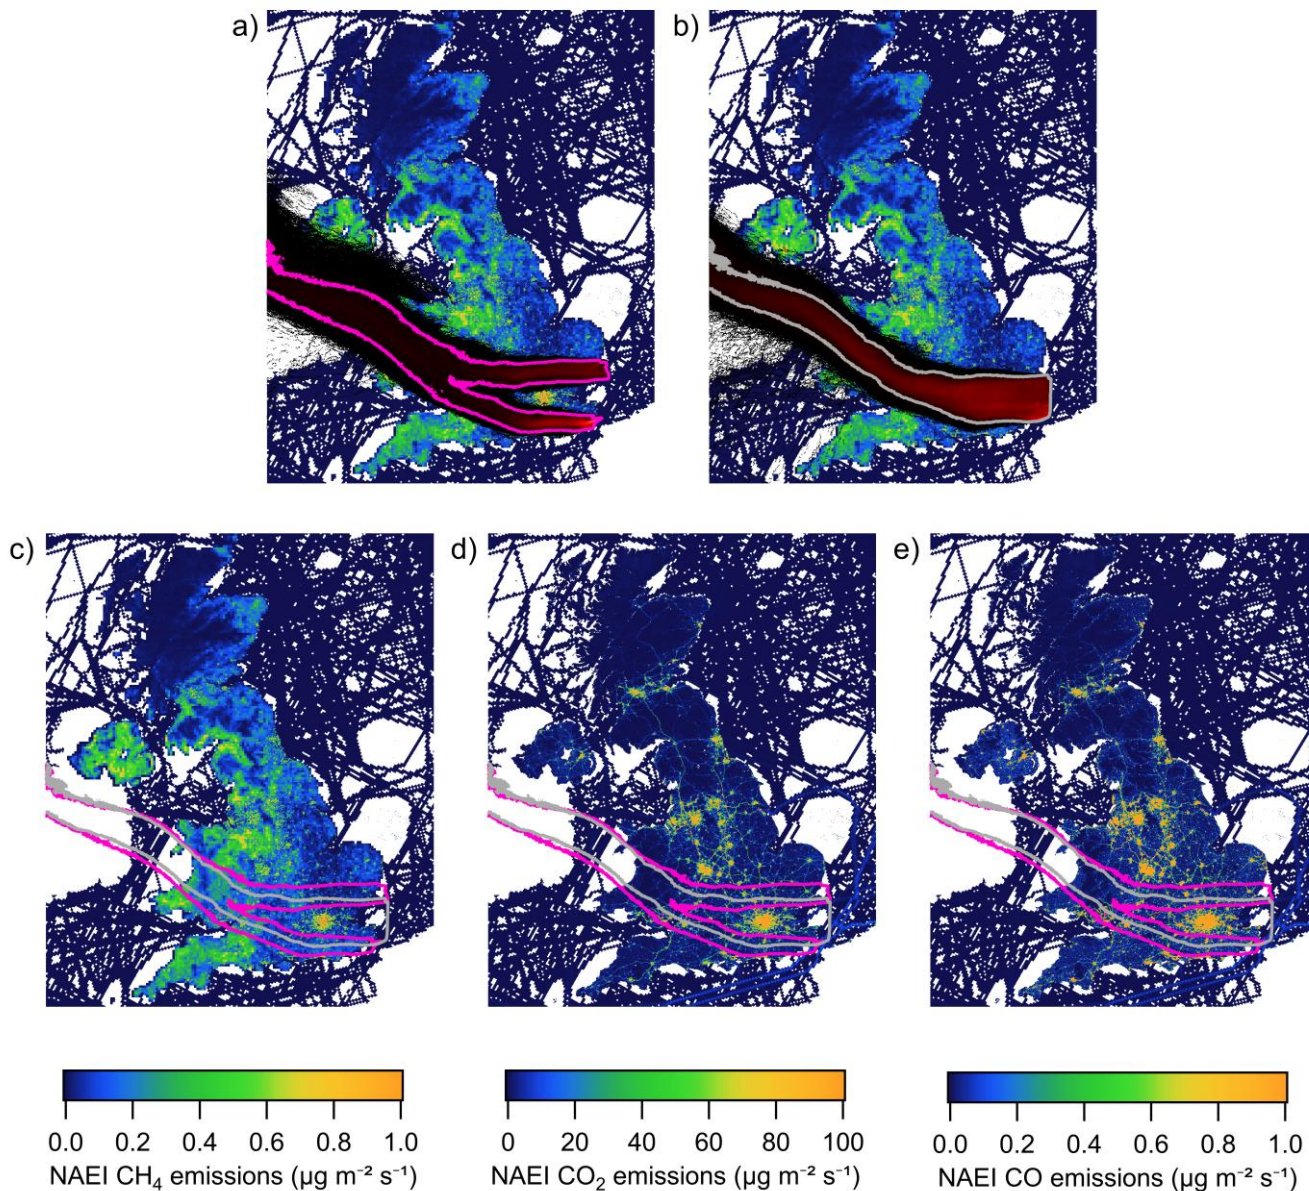 a)
b)
c)
d)
e)
0.0 0.2 0.4 0.6 0.8 1.0
NAEI CH₄ emissions (µg m⁻² s⁻¹)
0 20 40 60 80 100
NAEI CO₂ emissions (µg m⁻² s⁻¹)
0.0 0.2 0.4 0.6 0.8 1.0
NAEI CO emissions (µg m⁻² s⁻¹)